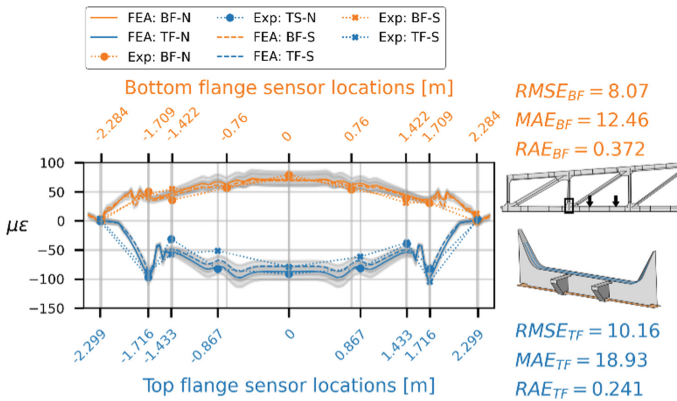 FEA: BF-N
FEA: TF-N
Exp: BF-N
Exp: TS-N
FEA: BF-S
FEA: TF-S
Exp: BF-S
Exp: TF-S
Bottom flange sensor locations [m]
-2.284 -1.709 -1.422 -0.76 0 0.76 1.422 1.709 2.284
100
50
0
−50
−100
−150
με
-2.299 -1.716 -1.433 -0.867 0 0.867 1.433 1.716 2.299
Top flange sensor locations [m]
RMSE_BF = 8.07
MAE_BF = 12.46
RAE_BF = 0.372
RMSE_TF = 10.16
MAE_TF = 18.93
RAE_TF = 0.241